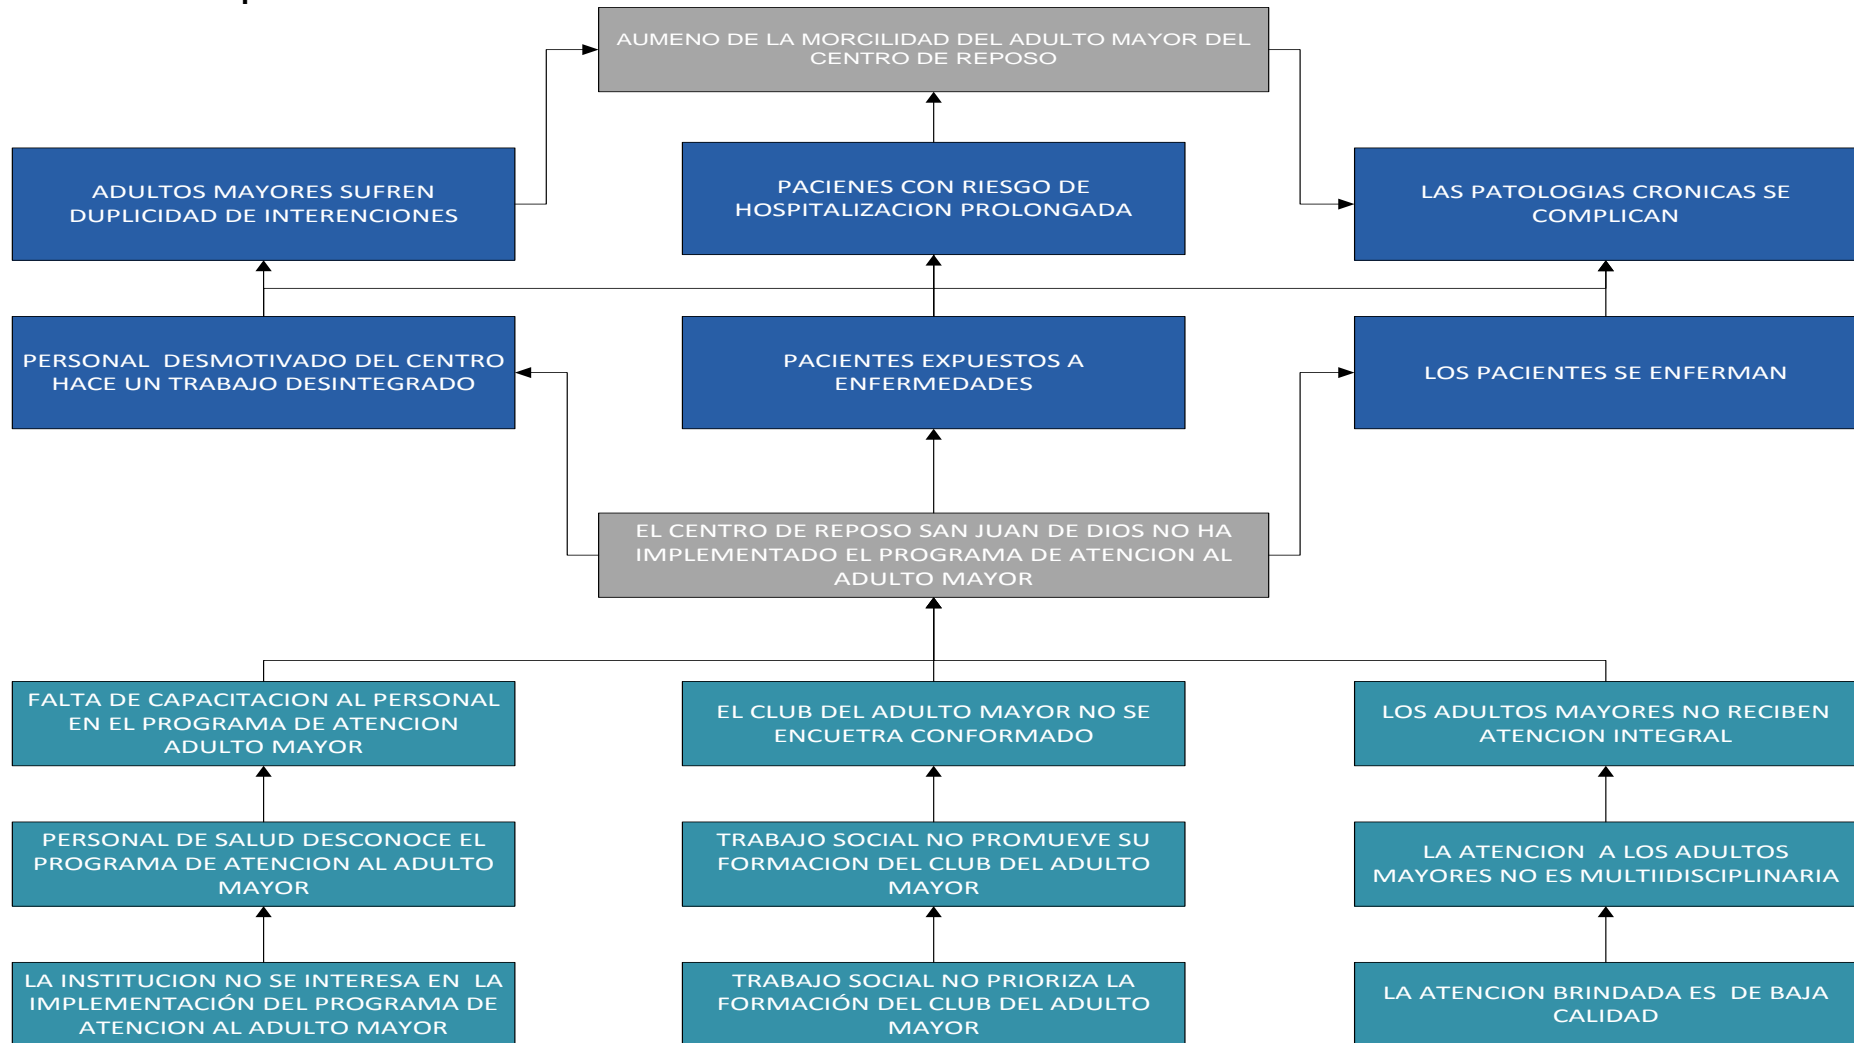 AUMENO DE LA MORCILIDAD DEL ADULTO MAYOR DEL
CENTRO DE REPOSO
ADULTOS MAYORES SUFREN
DUPLICIDAD DE INTERENCIONES
PACIENES CON RIESGO DE
HOSPITALIZACION PROLONGADA
LAS PATOLOGIAS CRONICAS SE
COMPLICAN
PERSONAL DESMOTIVADO DEL CENTRO
HACE UN TRABAJO DESINTEGRADO
PACIENTES EXPUESTOS A
ENFERMEDADES
LOS PACIENTES SE ENFERMAN
EL CENTRO DE REPOSO SAN JUAN DE DIOS NO HA
IMPLEMENTADO EL PROGRAMA DE ATENCION AL
ADULTO MAYOR
FALTA DE CAPACITACION AL PERSONAL
EN EL PROGRAMA DE ATENCION
ADULTO MAYOR
EL CLUB DEL ADULTO MAYOR NO SE
ENCUETRA CONFORMADO
LOS ADULTOS MAYORES NO RECIBEN
ATENCION INTEGRAL
PERSONAL DE SALUD DESCONOCE EL
PROGRAMA DE ATENCION AL ADULTO
MAYOR
TRABAJO SOCIAL NO PROMUEVE SU
FORMACION DEL CLUB DEL ADULTO
MAYOR
LA ATENCION A LOS ADULTOS
MAYORES NO ES MULTIIDISCIPLINARIA
LA INSTITUCION NO SE INTERESA EN LA
IMPLEMENTACIÓN DEL PROGRAMA DE
ATENCION AL ADULTO MAYOR
TRABAJO SOCIAL NO PRIORIZA LA
FORMACIÓN DEL CLUB DEL ADULTO
MAYOR
LA ATENCION BRINDADA ES DE BAJA
CALIDAD